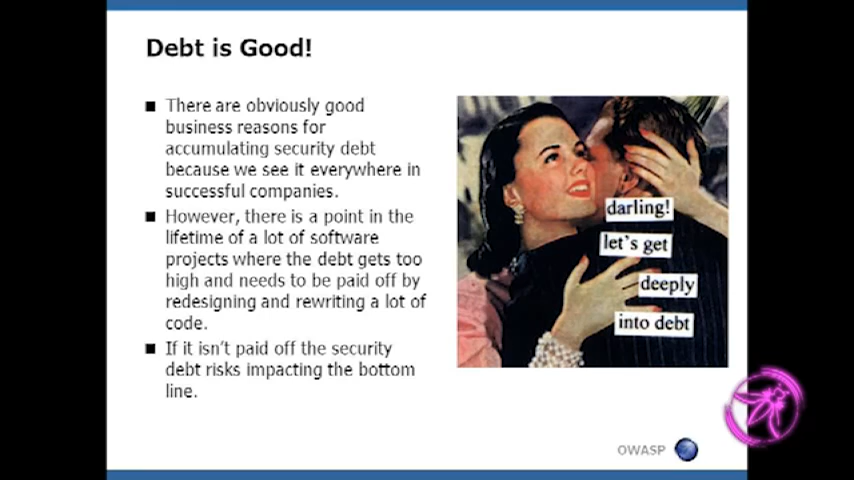 Debt is Good!
There are obviously good
business reasons for
accumulating security debt
because we see it everywhere in
successful companies.
However, there is a point in the
lifetime of a lot of software
projects where the debt gets too
high and needs to be paid off by
redesigning and rewriting a lot of
code.
If it isn't paid off the security
debt risks impacting the bottom
line.
darling!
let's get
deeply
into debt
OWASP